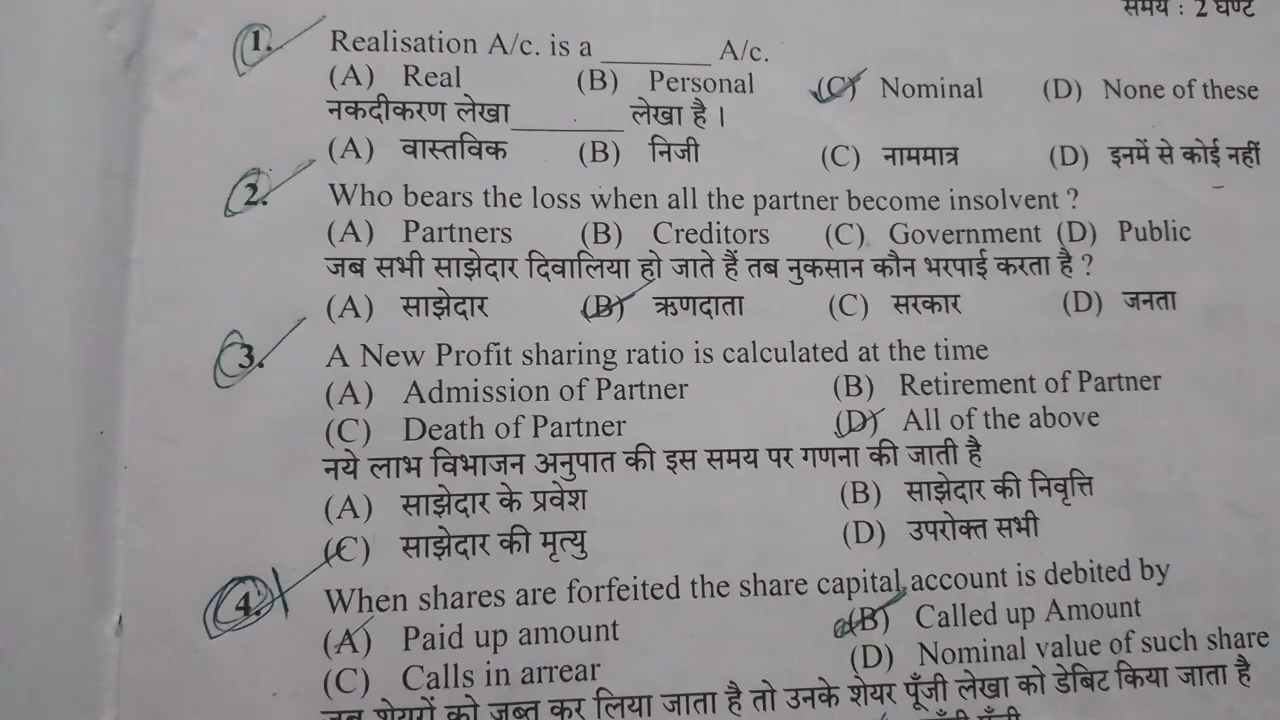 समय : 2 घण्ट
1. Realisation A/c. is a ________ A/c.
(A) Real (B) Personal (C) Nominal (D) None of these
नकदीकरण लेखा ________ लेखा है ।
(A) वास्तविक (B) निजी (C) नाममात्र (D) इनमें से कोई नहीं
2. Who bears the loss when all the partner become insolvent ?
(A) Partners (B) Creditors (C) Government (D) Public
जब सभी साझेदार दिवालिया हो जाते हैं तब नुकसान कौन भरपाई करता है ?
(A) साझेदार (B) ऋणदाता (C) सरकार (D) जनता
3. A New Profit sharing ratio is calculated at the time
(A) Admission of Partner (B) Retirement of Partner
(C) Death of Partner (D) All of the above
नये लाभ विभाजन अनुपात की इस समय पर गणना की जाती है
(A) साझेदार के प्रवेश (B) साझेदार की निवृत्ति
(C) साझेदार की मृत्यु (D) उपरोक्त सभी
4. When shares are forfeited the share capital account is debited by
(A) Paid up amount (B) Called up Amount
(C) Calls in arrear (D) Nominal value of such share
जब शेयरों को जब्त कर लिया जाता है तो उनके शेयर पूँजी लेखा को डेबिट किया जाता है